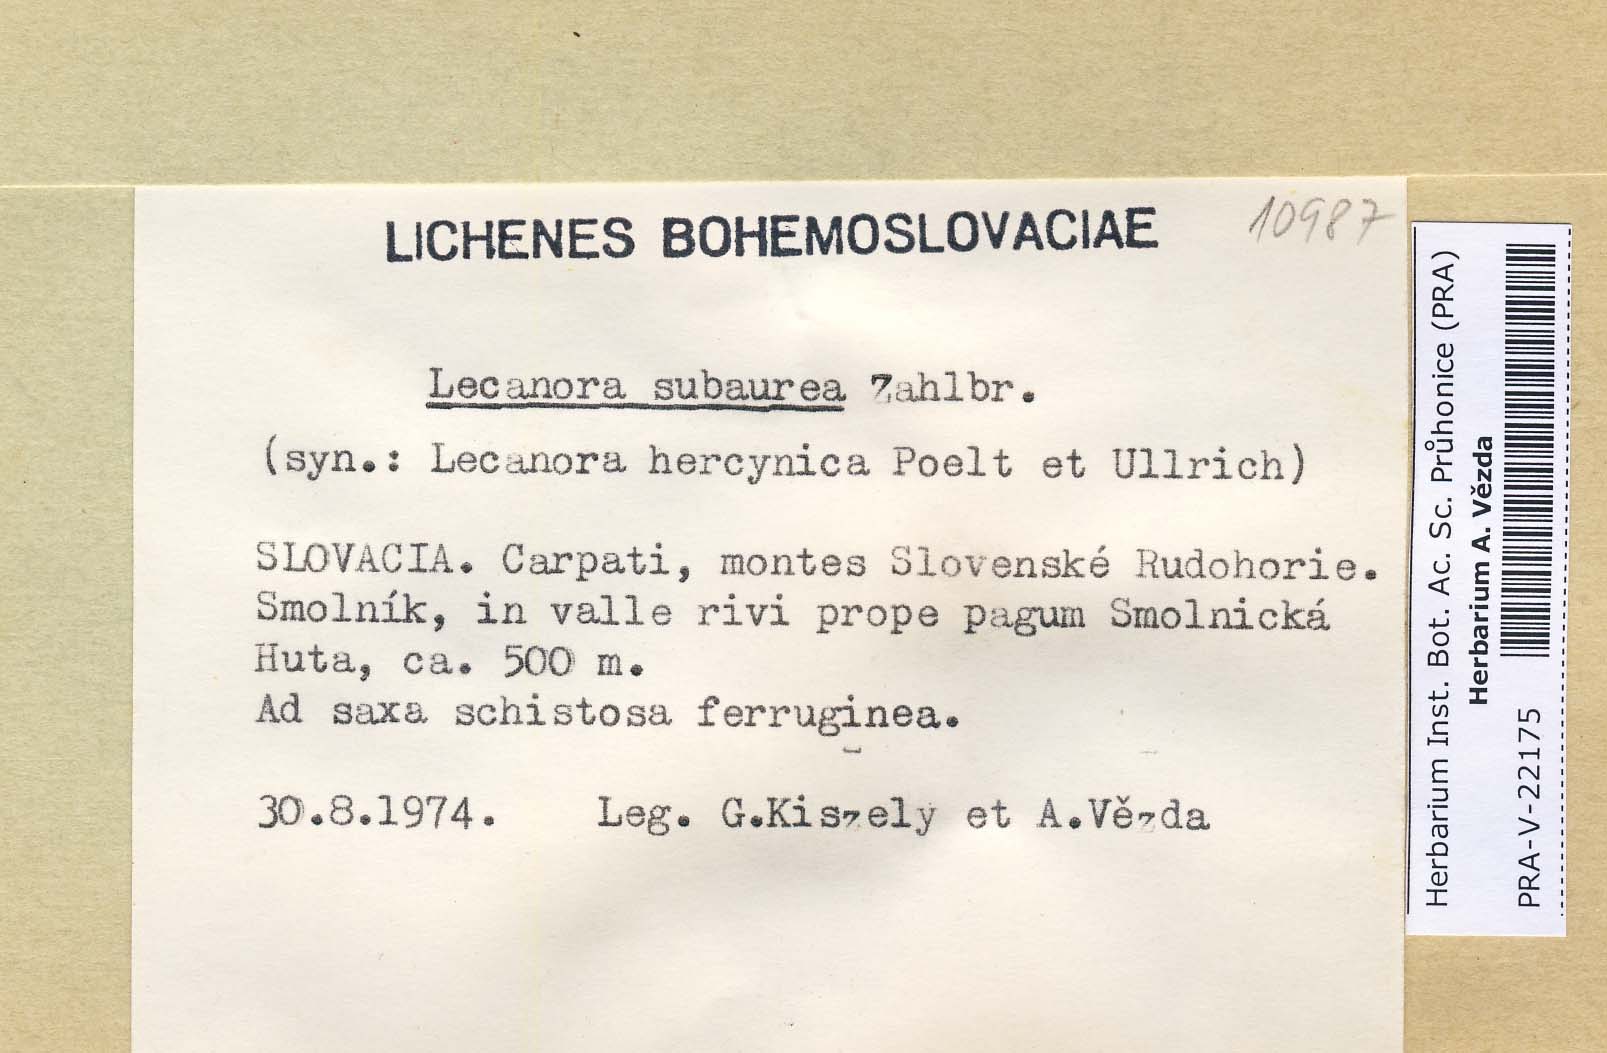 LICHENES BOHEMOSLOVACIAE
10987
Lecanora subaurea Zahlbr.
(syn.: Lecanora hercynica Poelt et Ullrich)
SLOVACIA. Carpati, montes Slovenské Rudohorie.
Smolník, in valle rivi prope pagum Smolnická
Huta, ca. 500 m.
Ad saxa schistosa ferruginea.
30.8.1974. Leg. G.Kiszely et A.Vězda
Herbarium Inst. Bot. Ac. Sc. Průhonice (PRA)
Herbarium A. Vězda
PRA-V-22175